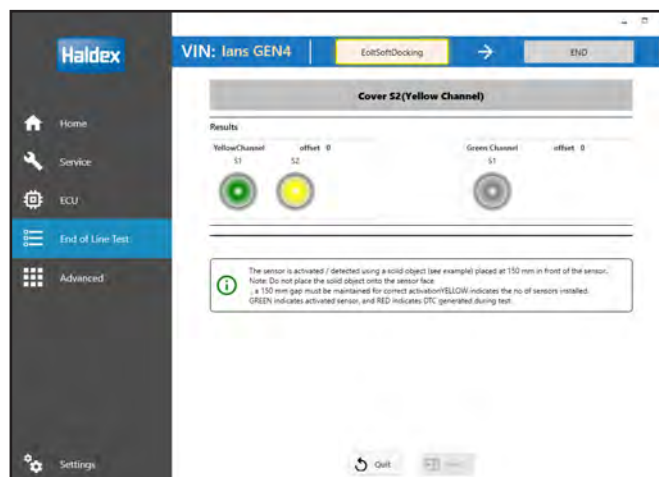 Haldex
VIN: Ians GEN4
EoltSoftDocking
END
Cover S2(Yellow Channel)
Home
Service
ECU
End of Line Test
Advanced
Settings
Results
YellowChannel offset 0
S1 S2
Green Channel offset 0
S1
The sensor is activated / detected using a solid object (see example) placed at 150 mm in front of the sensor.
Note: Do not place the solid object onto the sensor face
, a 150 mm gap must be maintained for correct activationYELLOW indicates the no of sensors installed.
GREEN indicates activated sensor, and RED indicates DTC generated during test.
Quit